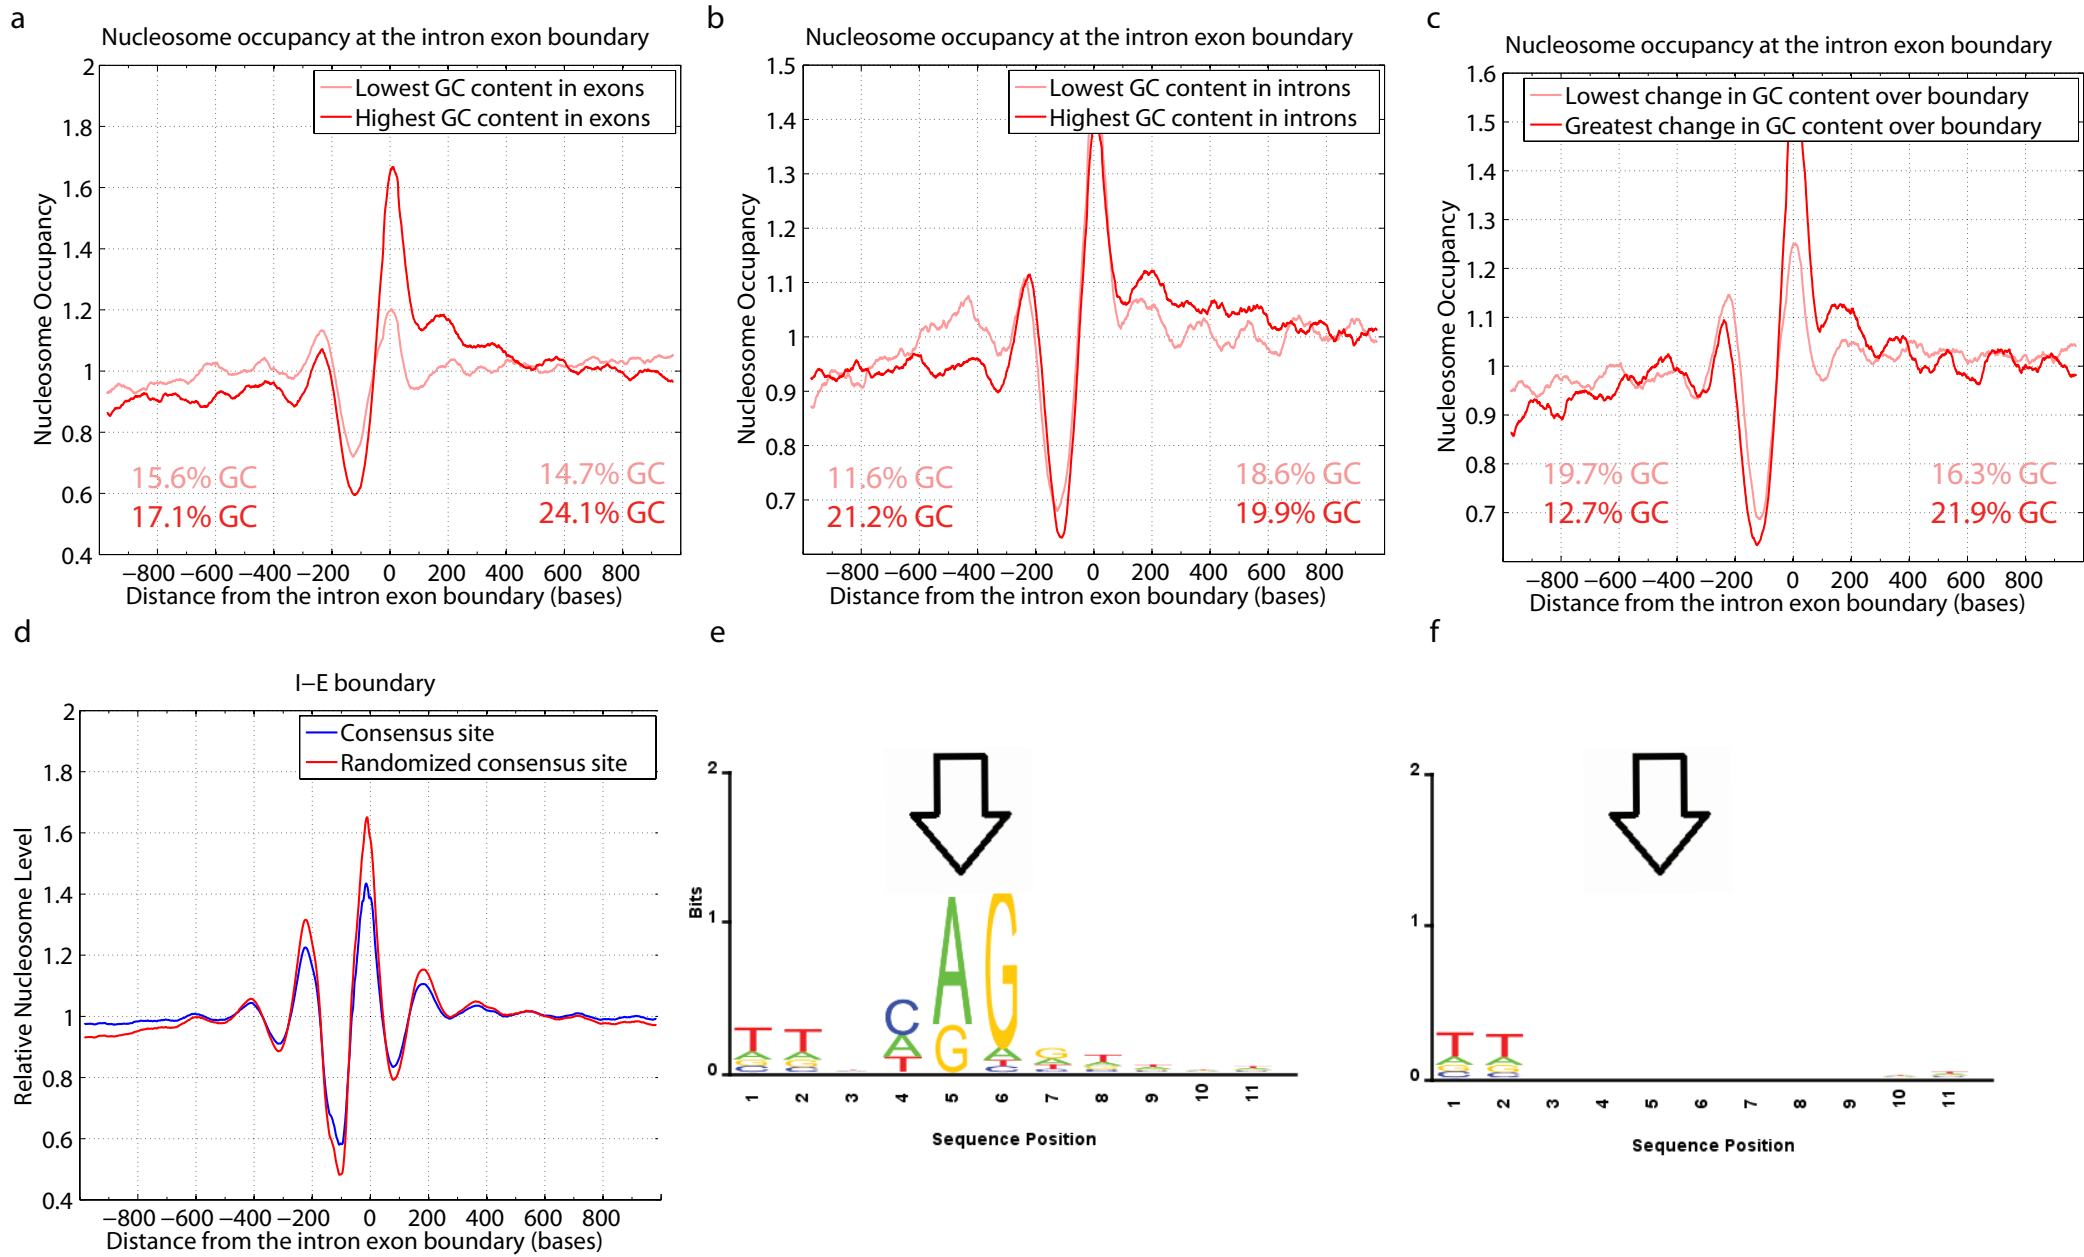 a
Nucleosome occupancy at the intron exon boundary
Lowest GC content in exons
Highest GC content in exons
2
1.8
1.6
1.4
1.2
1
0.8
0.6
0.4
Nucleosome Occupancy
15.6% GC
17.1% GC
14.7% GC
24.1% GC
−800 −600 −400 −200 0 200 400 600 800
Distance from the intron exon boundary (bases)
b
Nucleosome occupancy at the intron exon boundary
Lowest GC content in introns
Highest GC content in introns
1.5
1.4
1.3
1.2
1.1
1
0.9
0.8
0.7
Nucleosome Occupancy
11.6% GC
21.2% GC
18.6% GC
19.9% GC
−800 −600 −400 −200 0 200 400 600 800
Distance from the intron exon boundary (bases)
c
Nucleosome occupancy at the intron exon boundary
Lowest change in GC content over boundary
Greatest change in GC content over boundary
1.6
1.5
1.4
1.3
1.2
1.1
1
0.9
0.8
0.7
Nucleosome Occupancy
19.7% GC
12.7% GC
16.3% GC
21.9% GC
−800 −600 −400 −200 0 200 400 600 800
Distance from the intron exon boundary (bases)
d
I−E boundary
Consensus site
Randomized consensus site
2
1.8
1.6
1.4
1.2
1
0.8
0.6
0.4
Relative Nucleosome Level
−800 −600 −400 −200 0 200 400 600 800
Distance from the intron exon boundary (bases)
e
2
1
0
Bits
T T C A G G T
A A A G A A
G G T T
C C C
1 2 3 4 5 6 7 8 9 10 11
Sequence Position
f
2
1
0
T T
A A
G G
C C
1 2 3 4 5 6 7 8 9 10 11
Sequence Position